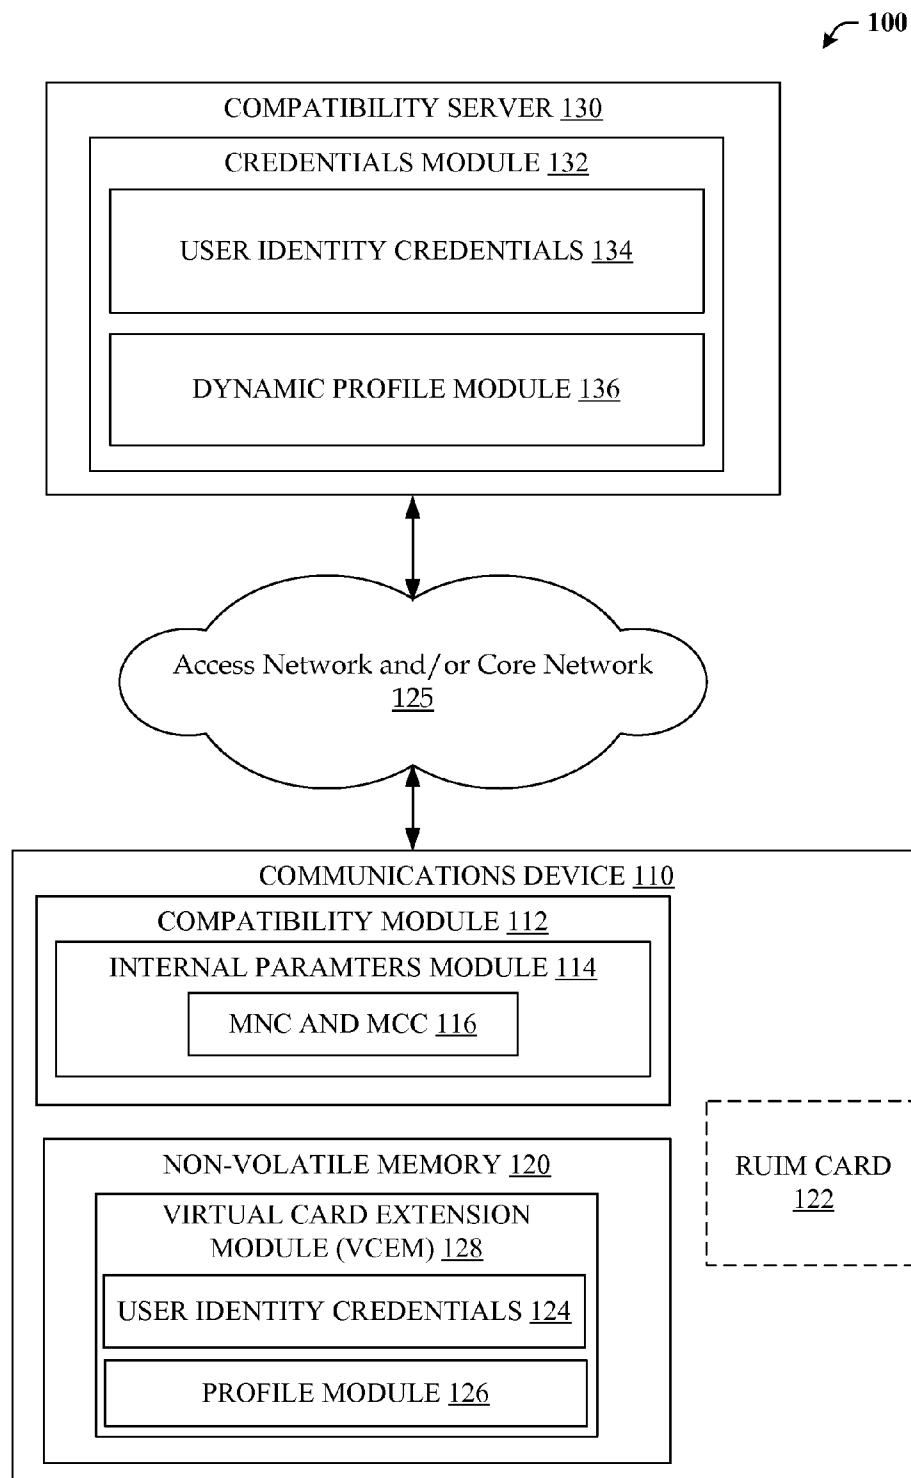 100
COMPATIBILITY SERVER 130
CREDENTIALS MODULE 132
USER IDENTITY CREDENTIALS 134
DYNAMIC PROFILE MODULE 136
Access Network and/or Core Network
125
COMMUNICATIONS DEVICE 110
COMPATIBILITY MODULE 112
INTERNAL PARAMTERS MODULE 114
MNC AND MCC 116
RUIM CARD
122
NON-VOLATILE MEMORY 120
VIRTUAL CARD EXTENSION
MODULE (VCEM) 128
USER IDENTITY CREDENTIALS 124
PROFILE MODULE 126